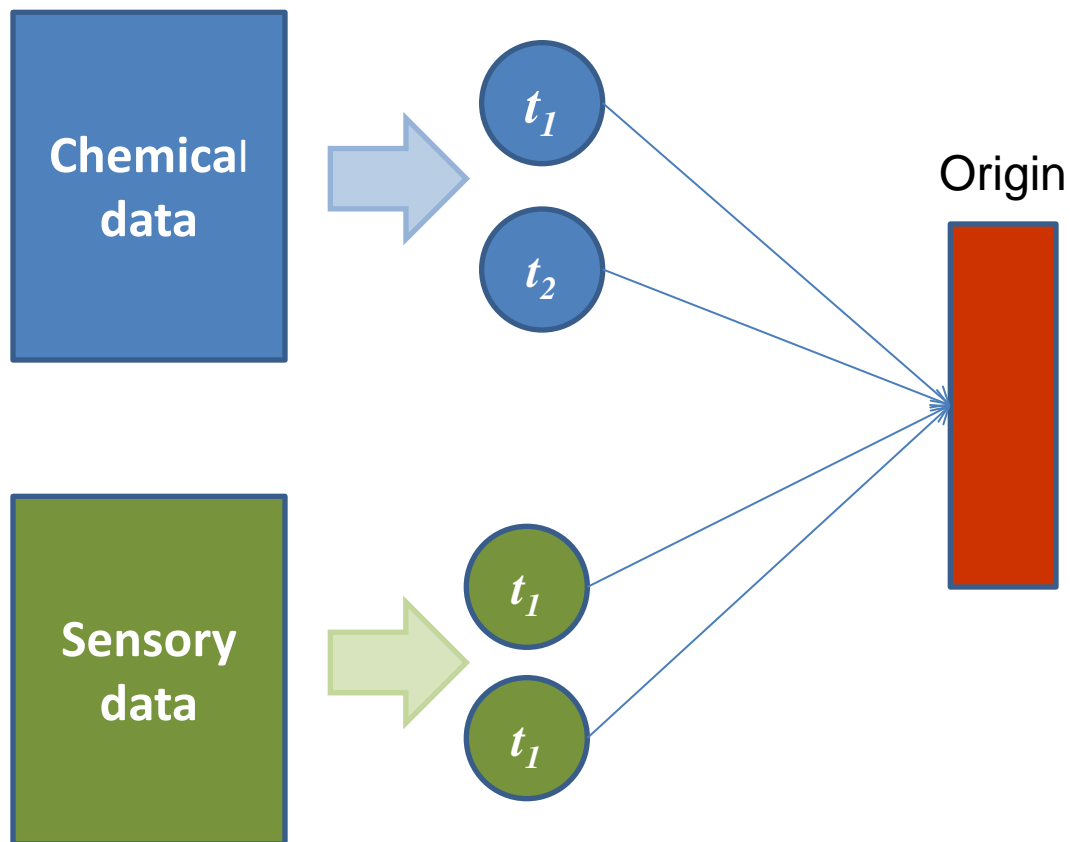 Chemical
data
t1
t2
Origin
Sensory
data
t1
t1